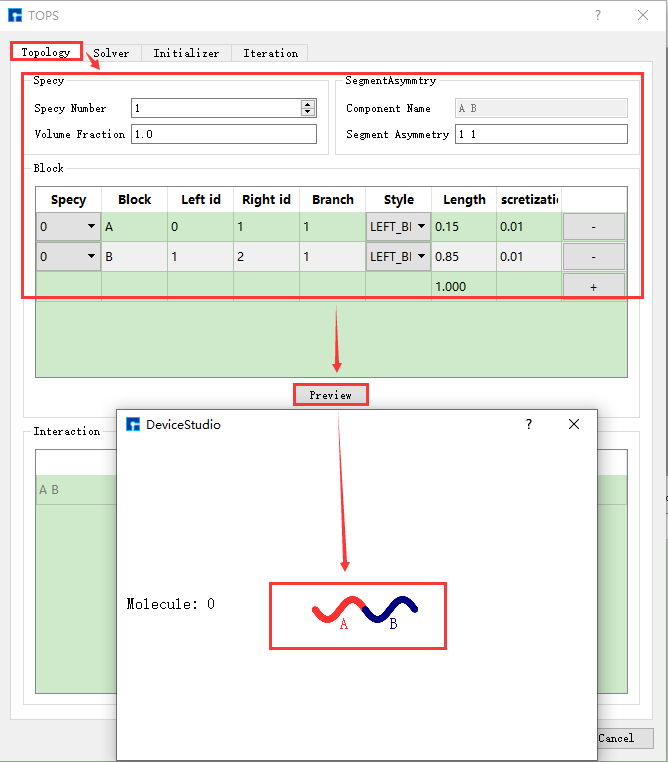 TOPS
Topology Solver Initializer Iteration
Specy
Specy Number 1
Volume Fraction 1.0
SegmentAsymmtry
Component Name A B
Segment Asymmetry 1 1
Block
Specy Block Left id Right id Branch Style Length scretizatio
0 A 0 1 1 LEFT_BI 0.15 0.01 -
0 B 1 2 1 LEFT_BI 0.85 0.01 -
1.000 +
Preview
Interaction
A B
DeviceStudio
Molecule: 0
A B
Cancel